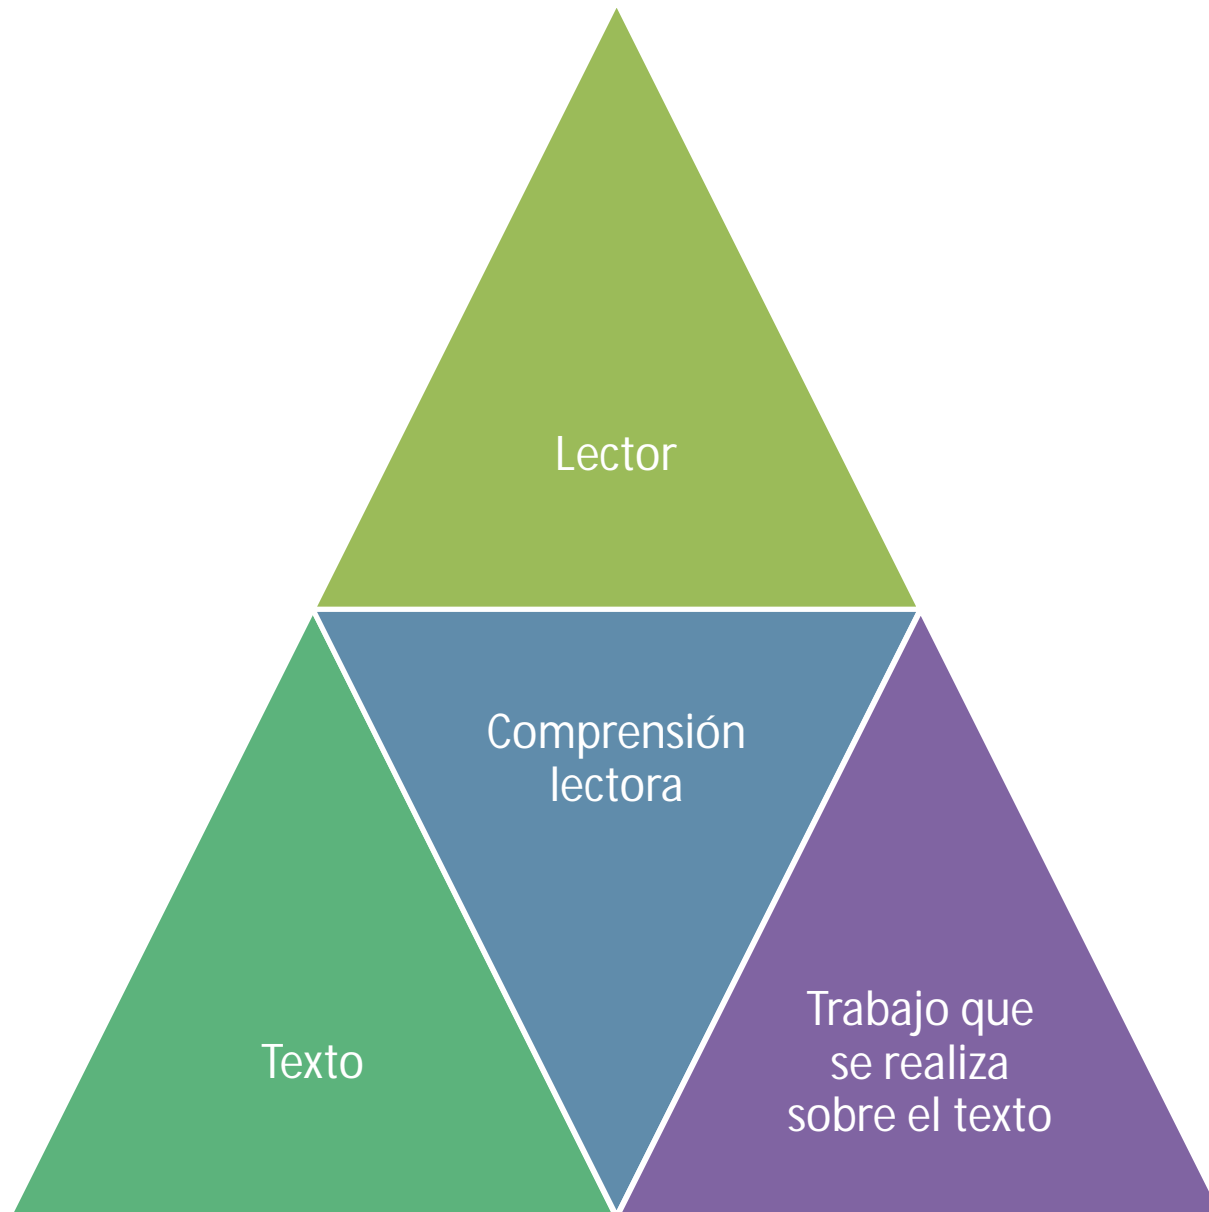 Lector
Comprensión
lectora
Texto
Trabajo que
se realiza
sobre el texto